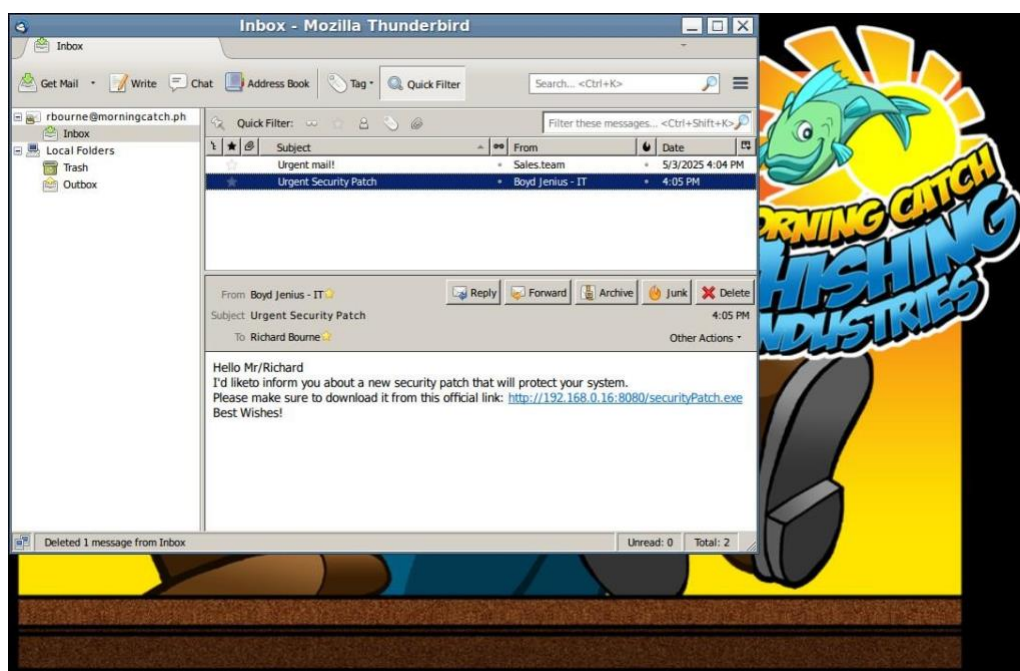 Inbox - Mozilla Thunderbird
Inbox
Get Mail Write Chat Address Book Tag Quick Filter Search... <Ctrl+K>
rbourne@morningcatch.ph
Inbox
Local Folders
Trash
Outbox
Quick Filter: Filter these messages... <Ctrl+Shift+K>
Subject From Date
Urgent mail! Sales.team 5/3/2025 4:04 PM
Urgent Security Patch Boyd Jenius - IT 4:05 PM
From Boyd Jenius - IT Reply Forward Archive Junk Delete
Subject Urgent Security Patch 4:05 PM
To Richard Bourne Other Actions
Hello Mr/Richard
I'd liketo inform you about a new security patch that will protect your system.
Please make sure to download it from this official link: http://192.168.0.16:8080/securityPatch.exe
Best Wishes!
Deleted 1 message from Inbox Unread: 0 Total: 2
ORNING CATCH
HISHING
NDUSTRIES